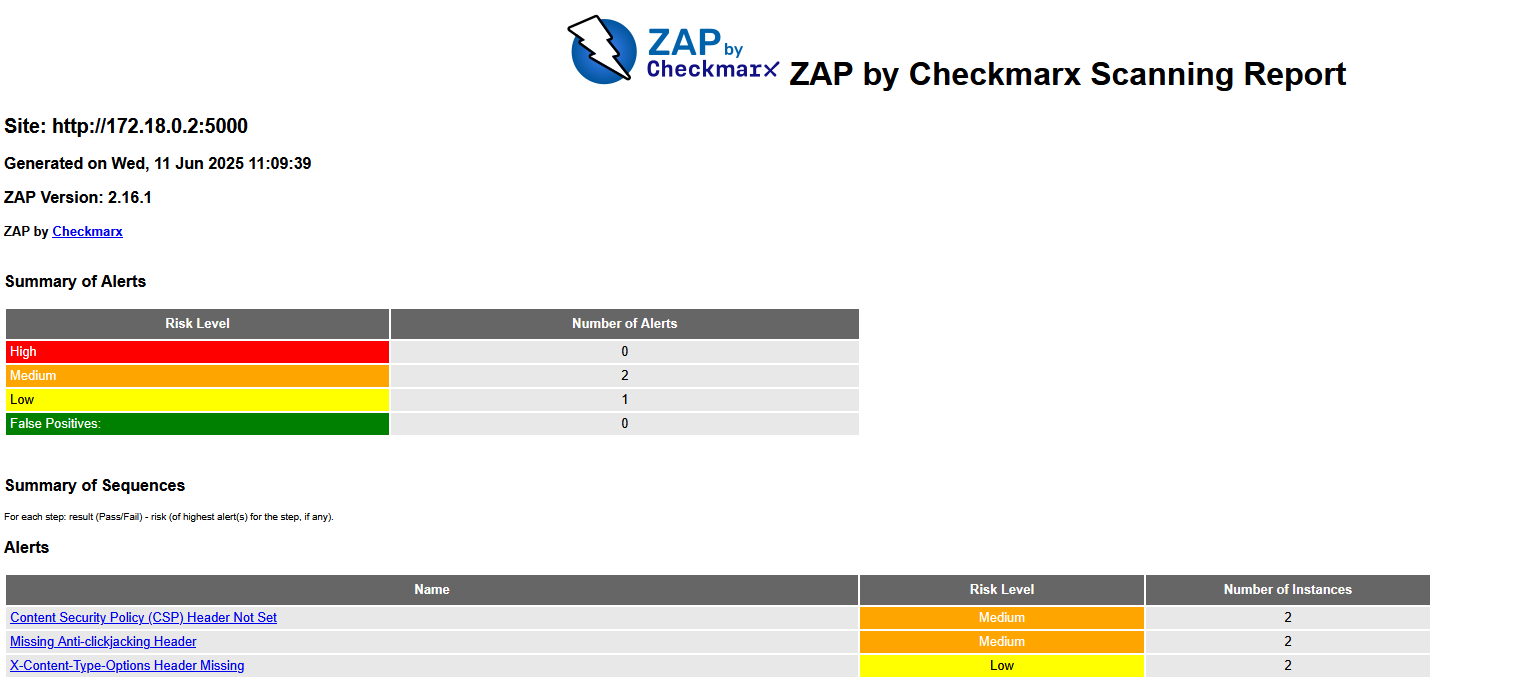 ZAP by
Checkmarx ZAP by Checkmarx Scanning Report
Site: http://172.18.0.2:5000
Generated on Wed, 11 Jun 2025 11:09:39
ZAP Version: 2.16.1
ZAP by Checkmarx
Summary of Alerts
Risk Level Number of Alerts
High 0
Medium 2
Low 1
False Positives: 0
Summary of Sequences
For each step: result (Pass/Fail) - risk (of highest alert(s) for the step, if any).
Alerts
Name Risk Level Number of Instances
Content Security Policy (CSP) Header Not Set Medium 2
Missing Anti-clickjacking Header Medium 2
X-Content-Type-Options Header Missing Low 2